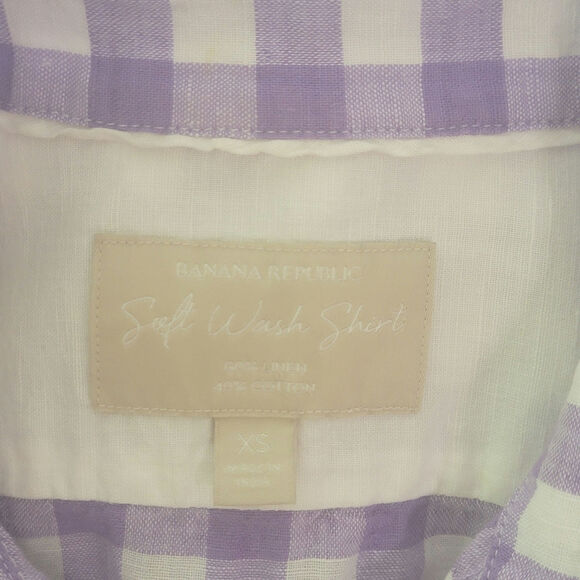 BANANA REPUBLIC
Soft Wash Shirt
60% LINEN
40% COTTON
XS